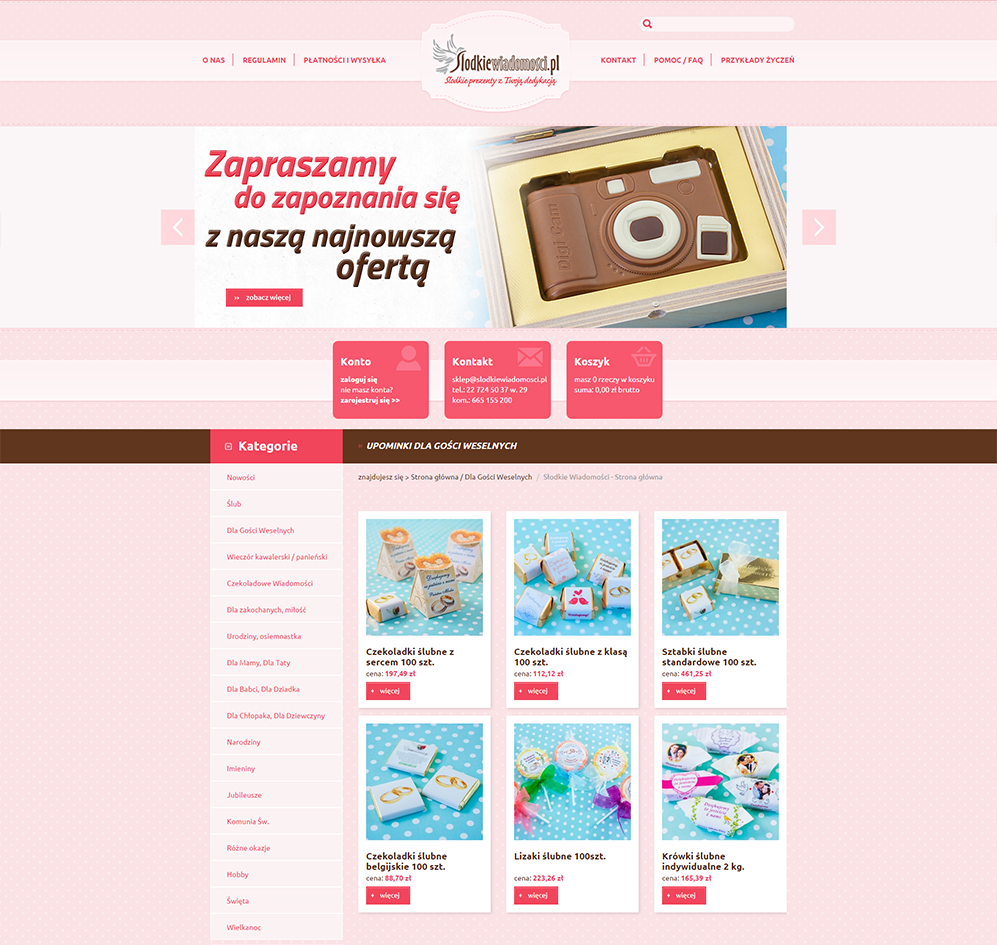 O NAS
REGULAMIN
PŁATNOŚCI I WYSYŁKA
Słodkiewiadomości.pl
Słodkie prezenty z Twoją dedykacją
KONTAKT
POMOC / FAQ
PRZYKŁADY ŻYCZEŃ
Zapraszamy
do zapoznania się
z naszą najnowszą
ofertą
›› zobacz więcej
Digi Cam
Konto
zaloguj się
nie masz konta?
zarejestruj się >>
Kontakt
sklep@slodkiewiadomosci.pl
tel.: 22 724 50 37 w. 29
kom.: 665 155 200
Koszyk
masz 0 rzeczy w koszyku
suma: 0,00 zł brutto
Kategorie
» UPOMINKI DLA GOŚCI WESELNYCH
znajdujesz się > Strona główna / Dla Gości Weselnych / Słodkie Wiadomości - Strona główna
Nowości
Ślub
Dla Gości Weselnych
Wieczór kawalerski / panieński
Czekoladowe Wiadomości
Dla zakochanych, miłość
Urodziny, osiemnastka
Dla Mamy, Dla Taty
Dla Babci, Dla Dziadka
Dla Chłopaka, Dla Dziewczyny
Narodziny
Imieniny
Jubileusze
Komunia Św.
Różne okazje
Hobby
Święta
Wielkanoc
Czekoladki ślubne z
sercem 100 szt.
cena: 197,49 zł
+ więcej
Czekoladki ślubne z klasą
100 szt.
cena: 112,12 zł
+ więcej
Sztabki ślubne
standardowe 100 szt.
cena: 461,25 zł
+ więcej
Czekoladki ślubne
belgijskie 100 szt.
cena: 88,70 zł
+ więcej
Lizaki ślubne 100szt.
cena: 223,26 zł
+ więcej
Krówki ślubne
indywidualne 2 kg.
cena: 165,39 zł
+ więcej